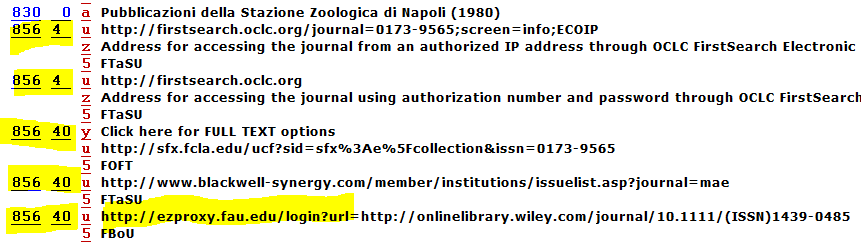 830 0 a Pubblicazioni della Stazione Zoologica di Napoli (1980)
856 4 u http://firstsearch.oclc.org/journal=0173-9565;screen=info;ECOIP
z Address for accessing the journal from an authorized IP address through OCLC FirstSearch Electronic
5 FTaSU
856 4 u http://firstsearch.oclc.org
z Address for accessing the journal using authorization number and password through OCLC FirstSearch
5 FTaSU
856 40 y Click here for FULL TEXT options
u http://sfx.fcla.edu/ucf?sid=sfx%3Ae%5Fcollection&issn=0173-9565
5 FOFT
856 40 u http://www.blackwell-synergy.com/member/institutions/issuelist.asp?journal=mae
5 FTaSU
856 40 u http://ezproxy.fau.edu/login?url=http://onlinelibrary.wiley.com/journal/10.1111/(ISSN)1439-0485
5 FBoU